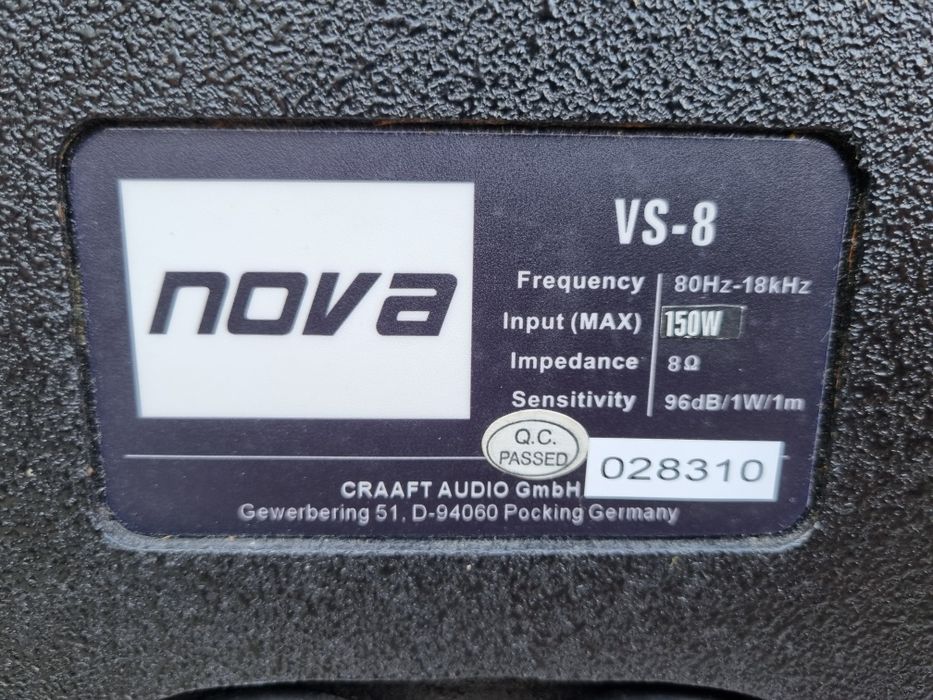 nova
VS-8
Frequency 80Hz-18kHz
Input (MAX) 150W
Impedance 8Ω
Sensitivity 96dB/1W/1m
Q.C.
PASSED
028310
CRAAFT AUDIO GmbH
Gewerbering 51, D-94060 Pocking Germany